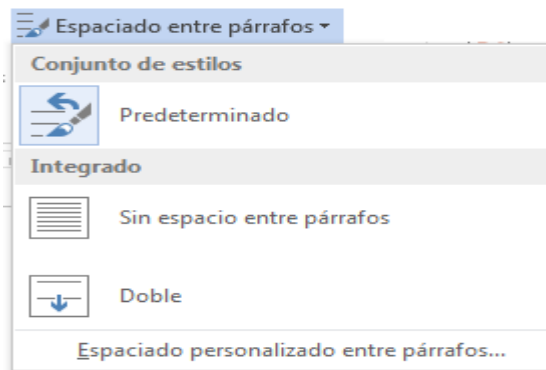 Espaciado entre párrafos
Conjunto de estilos
Predeterminado
Integrado
Sin espacio entre párrafos
Doble
Espaciado personalizado entre párrafos...